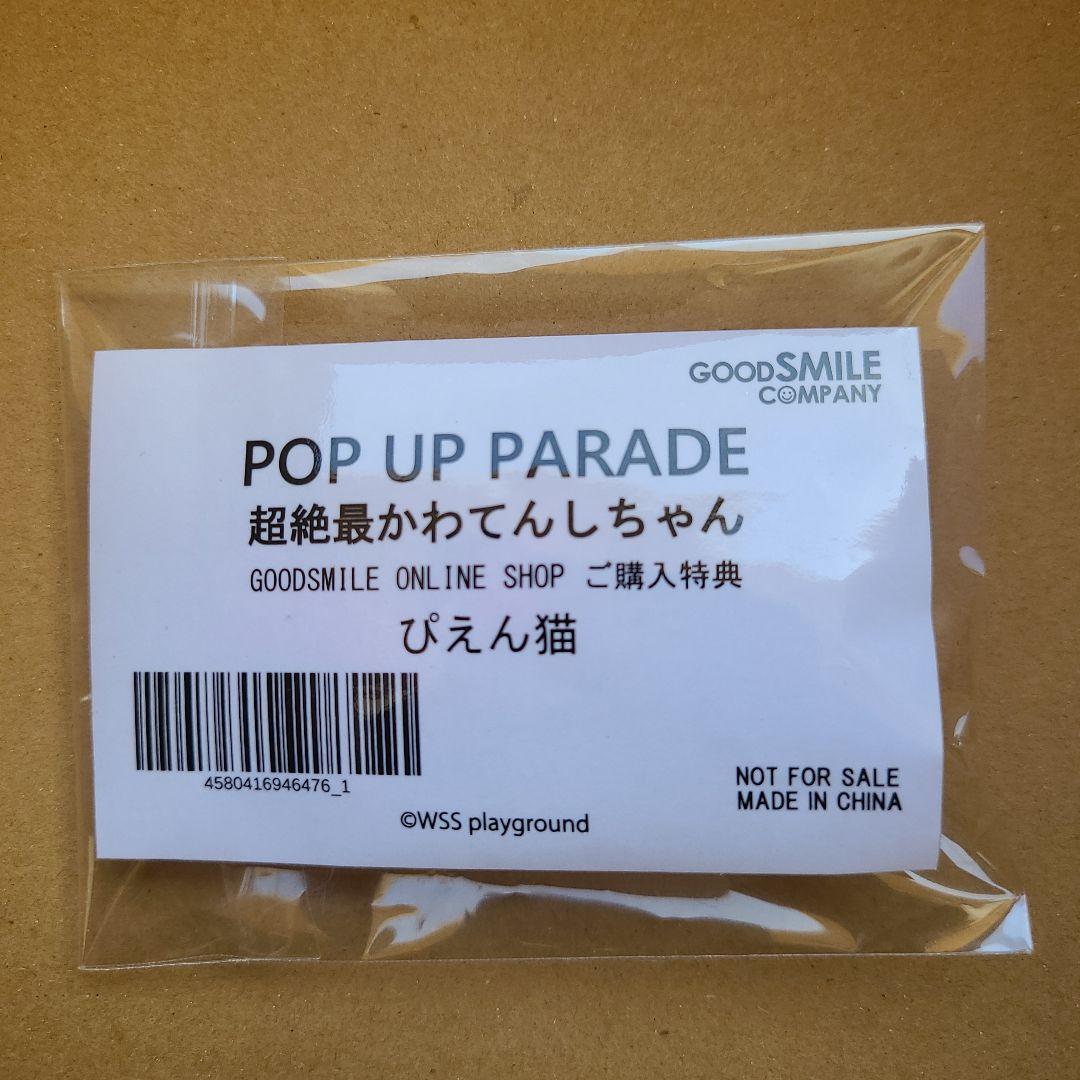 GOODSMILE
COMPANY
POP UP PARADE
超絶最かわてんしちゃん
GOODSMILE ONLINE SHOP ご購入特典
ぴえん猫
4580416946476_1
NOT FOR SALE
MADE IN CHINA
©WSS playground